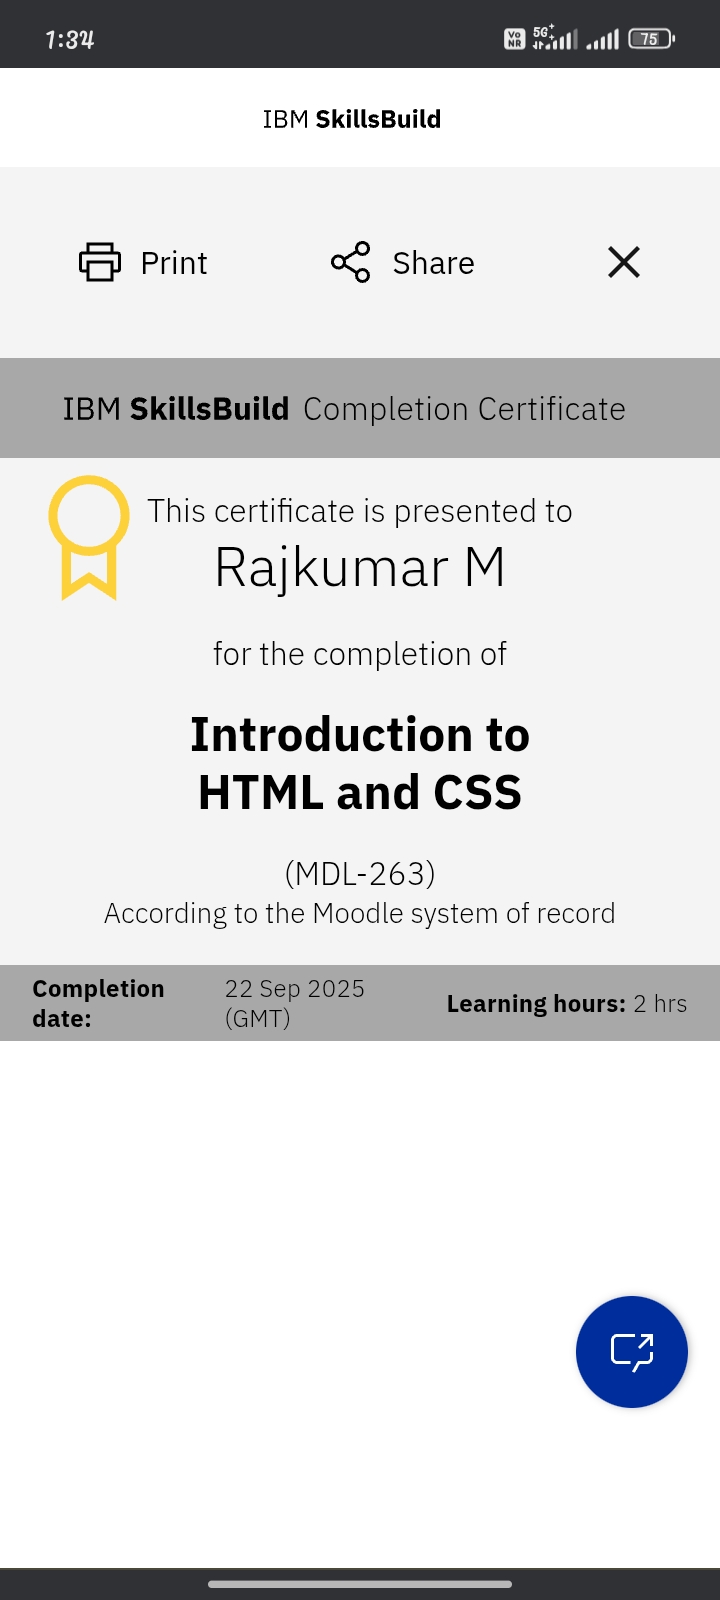 1:34
Vo NR 5G+ 75
IBM SkillsBuild
Print Share
IBM SkillsBuild Completion Certificate
This certificate is presented to
Rajkumar M
for the completion of
Introduction to
HTML and CSS
(MDL-263)
According to the Moodle system of record
Completion date: 22 Sep 2025 (GMT) Learning hours: 2 hrs